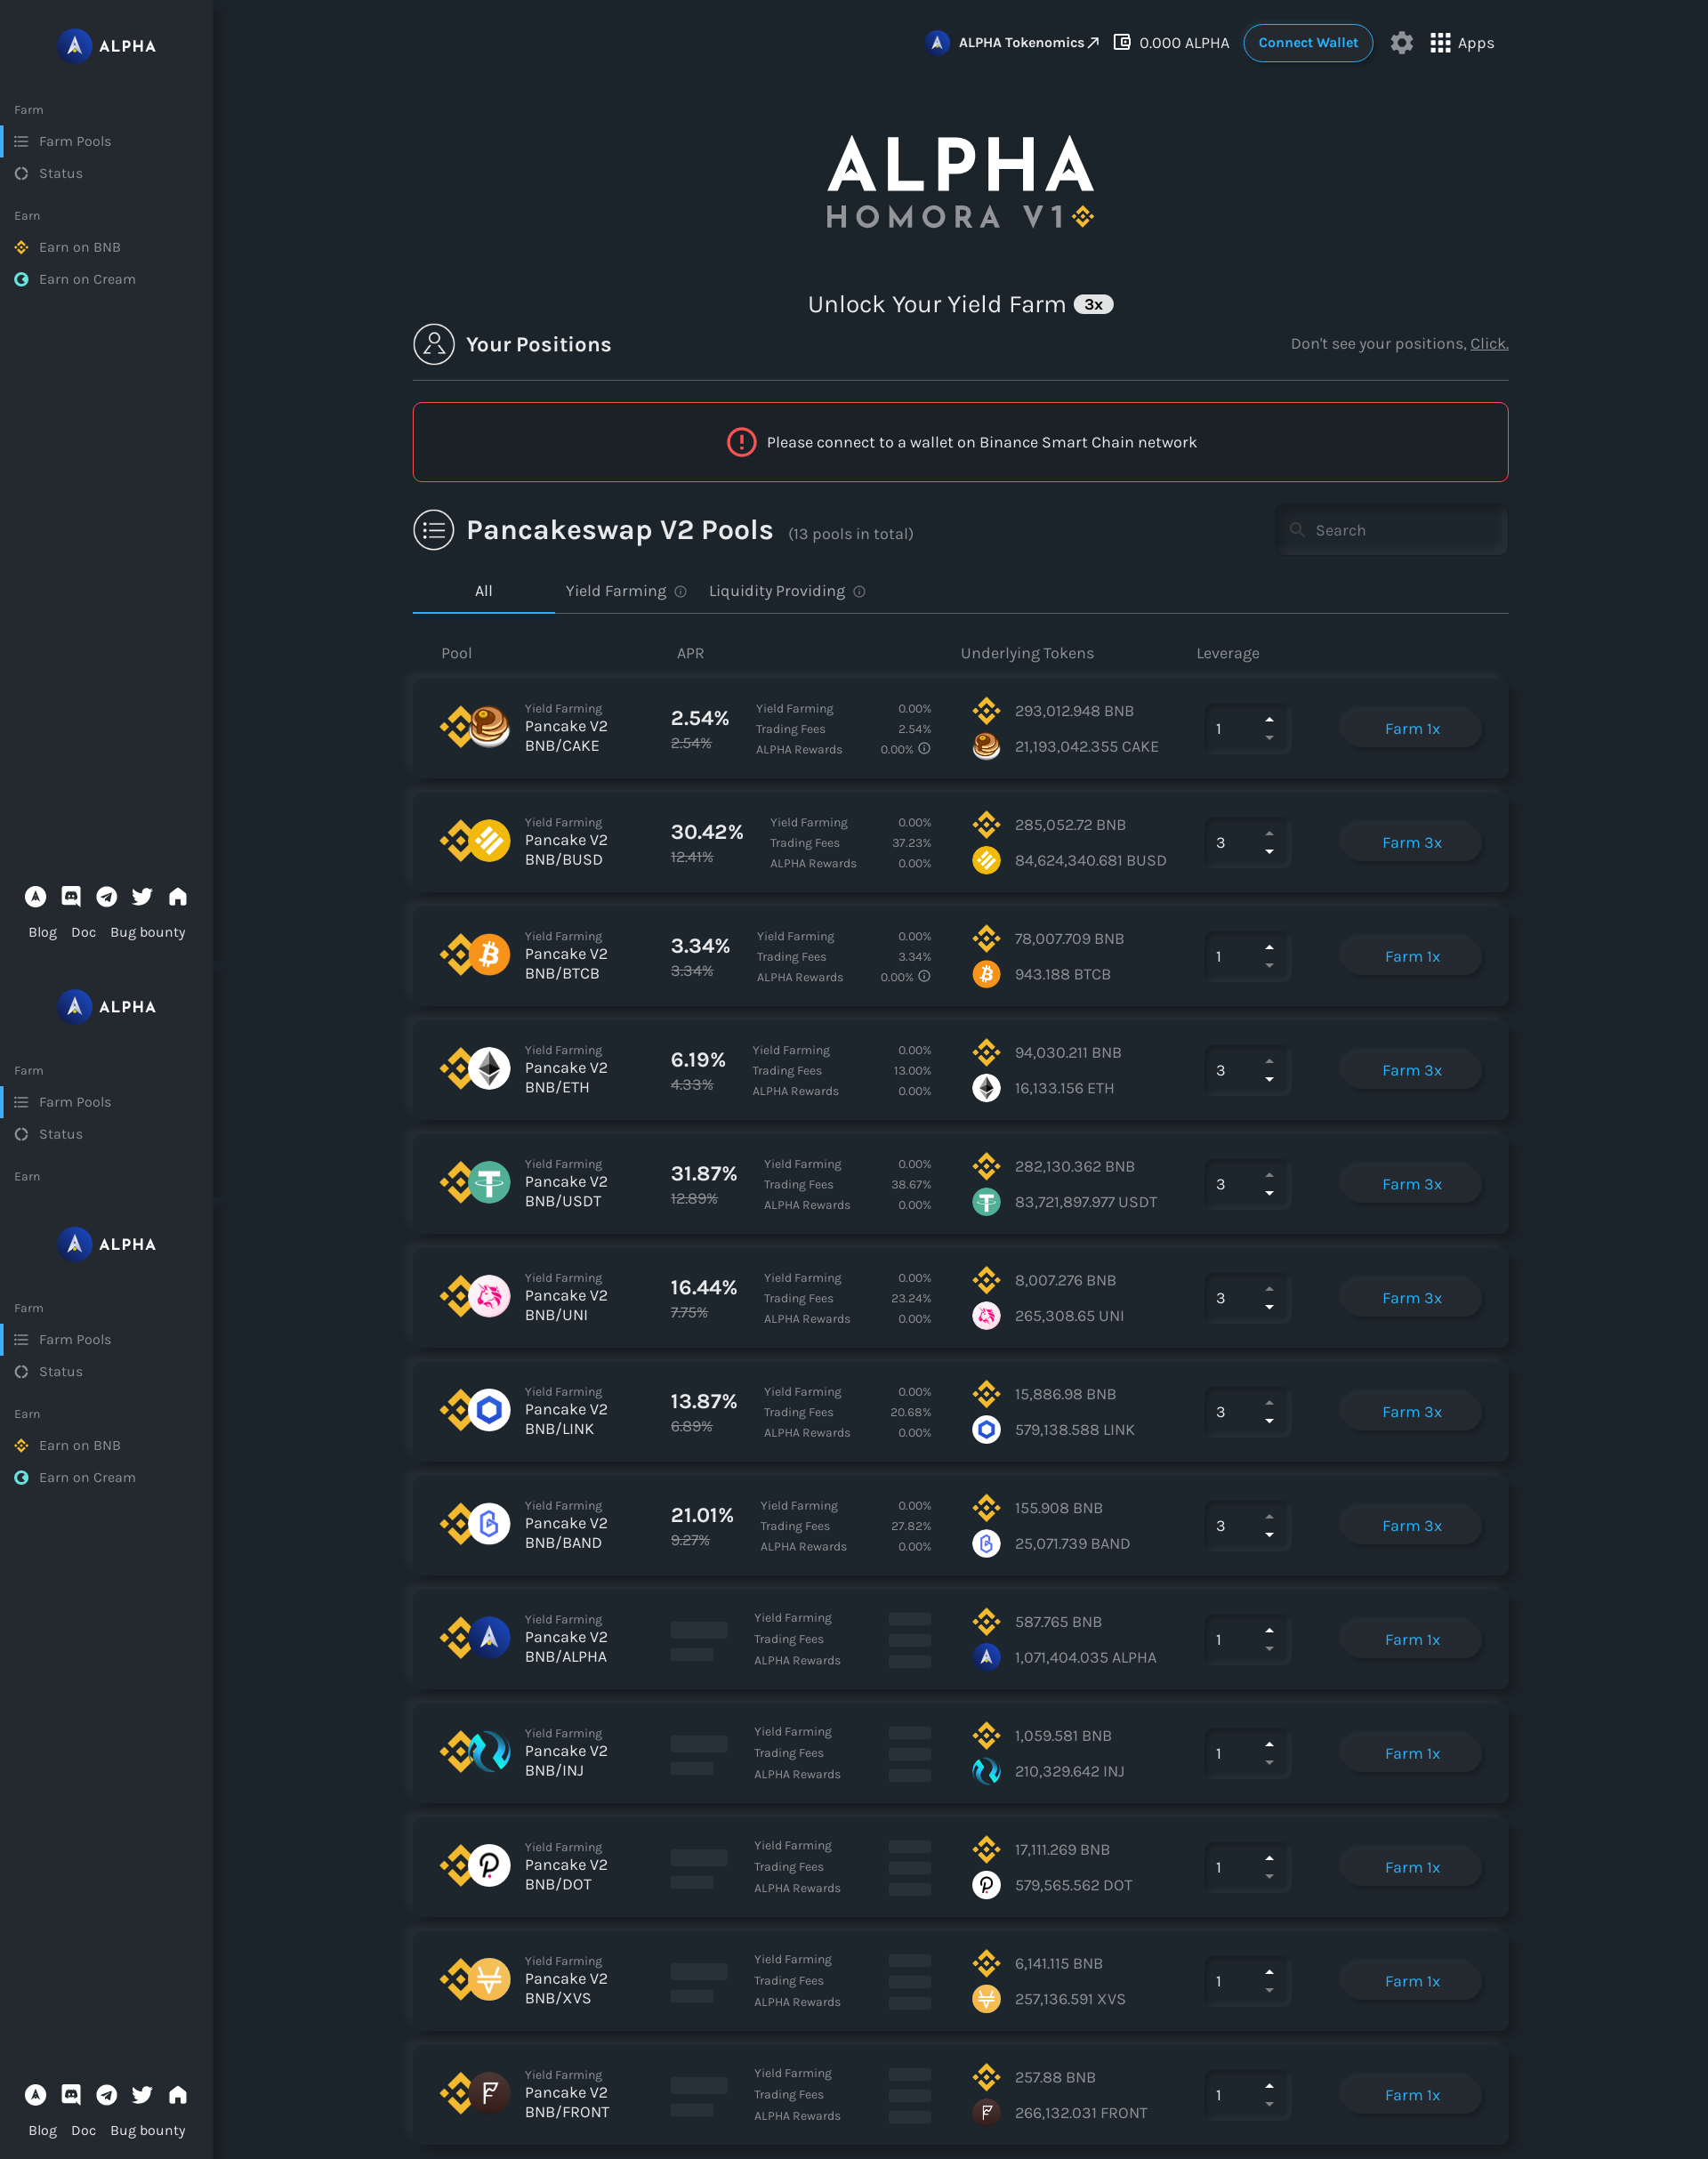 ALPHA
Farm
Farm Pools
Status
Earn
Earn on BNB
Earn on Cream
Blog Doc Bug bounty
ALPHA
Farm
Farm Pools
Status
Earn
ALPHA
Farm
Farm Pools
Status
Earn
Earn on BNB
Earn on Cream
Blog Doc Bug bounty
ALPHA Tokenomics 0.000 ALPHA Connect Wallet Apps
ALPHA
HOMORA V1
Unlock Your Yield Farm 3x
Your Positions Don't see your positions, Click.
Please connect to a wallet on Binance Smart Chain network
Pancakeswap V2 Pools (13 pools in total) Search
All Yield Farming Liquidity Providing
Pool APR Underlying Tokens Leverage
Yield Farming
Pancake V2
BNB/CAKE
2.54%
2.54%
Yield Farming 0.00%
Trading Fees 2.54%
ALPHA Rewards 0.00%
293,012.948 BNB
21,193,042.355 CAKE
1
Farm 1x
Yield Farming
Pancake V2
BNB/BUSD
30.42%
12.41%
Yield Farming 0.00%
Trading Fees 37.23%
ALPHA Rewards 0.00%
285,052.72 BNB
84,624,340.681 BUSD
3
Farm 3x
Yield Farming
Pancake V2
BNB/BTCB
3.34%
3.34%
Yield Farming 0.00%
Trading Fees 3.34%
ALPHA Rewards 0.00%
78,007.709 BNB
943.188 BTCB
1
Farm 1x
Yield Farming
Pancake V2
BNB/ETH
6.19%
4.33%
Yield Farming 0.00%
Trading Fees 13.00%
ALPHA Rewards 0.00%
94,030.211 BNB
16,133.156 ETH
3
Farm 3x
Yield Farming
Pancake V2
BNB/USDT
31.87%
12.89%
Yield Farming 0.00%
Trading Fees 38.67%
ALPHA Rewards 0.00%
282,130.362 BNB
83,721,897.977 USDT
3
Farm 3x
Yield Farming
Pancake V2
BNB/UNI
16.44%
7.75%
Yield Farming 0.00%
Trading Fees 23.24%
ALPHA Rewards 0.00%
8,007.276 BNB
265,308.65 UNI
3
Farm 3x
Yield Farming
Pancake V2
BNB/LINK
13.87%
6.89%
Yield Farming 0.00%
Trading Fees 20.68%
ALPHA Rewards 0.00%
15,886.98 BNB
579,138.588 LINK
3
Farm 3x
Yield Farming
Pancake V2
BNB/BAND
21.01%
9.27%
Yield Farming 0.00%
Trading Fees 27.82%
ALPHA Rewards 0.00%
155.908 BNB
25,071.739 BAND
3
Farm 3x
Yield Farming
Pancake V2
BNB/ALPHA
Yield Farming
Trading Fees
ALPHA Rewards
587.765 BNB
1,071,404.035 ALPHA
1
Farm 1x
Yield Farming
Pancake V2
BNB/INJ
Yield Farming
Trading Fees
ALPHA Rewards
1,059.581 BNB
210,329.642 INJ
1
Farm 1x
Yield Farming
Pancake V2
BNB/DOT
Yield Farming
Trading Fees
ALPHA Rewards
17,111.269 BNB
579,565.562 DOT
1
Farm 1x
Yield Farming
Pancake V2
BNB/XVS
Yield Farming
Trading Fees
ALPHA Rewards
6,141.115 BNB
257,136.591 XVS
1
Farm 1x
Yield Farming
Pancake V2
BNB/FRONT
Yield Farming
Trading Fees
ALPHA Rewards
257.88 BNB
266,132.031 FRONT
1
Farm 1x